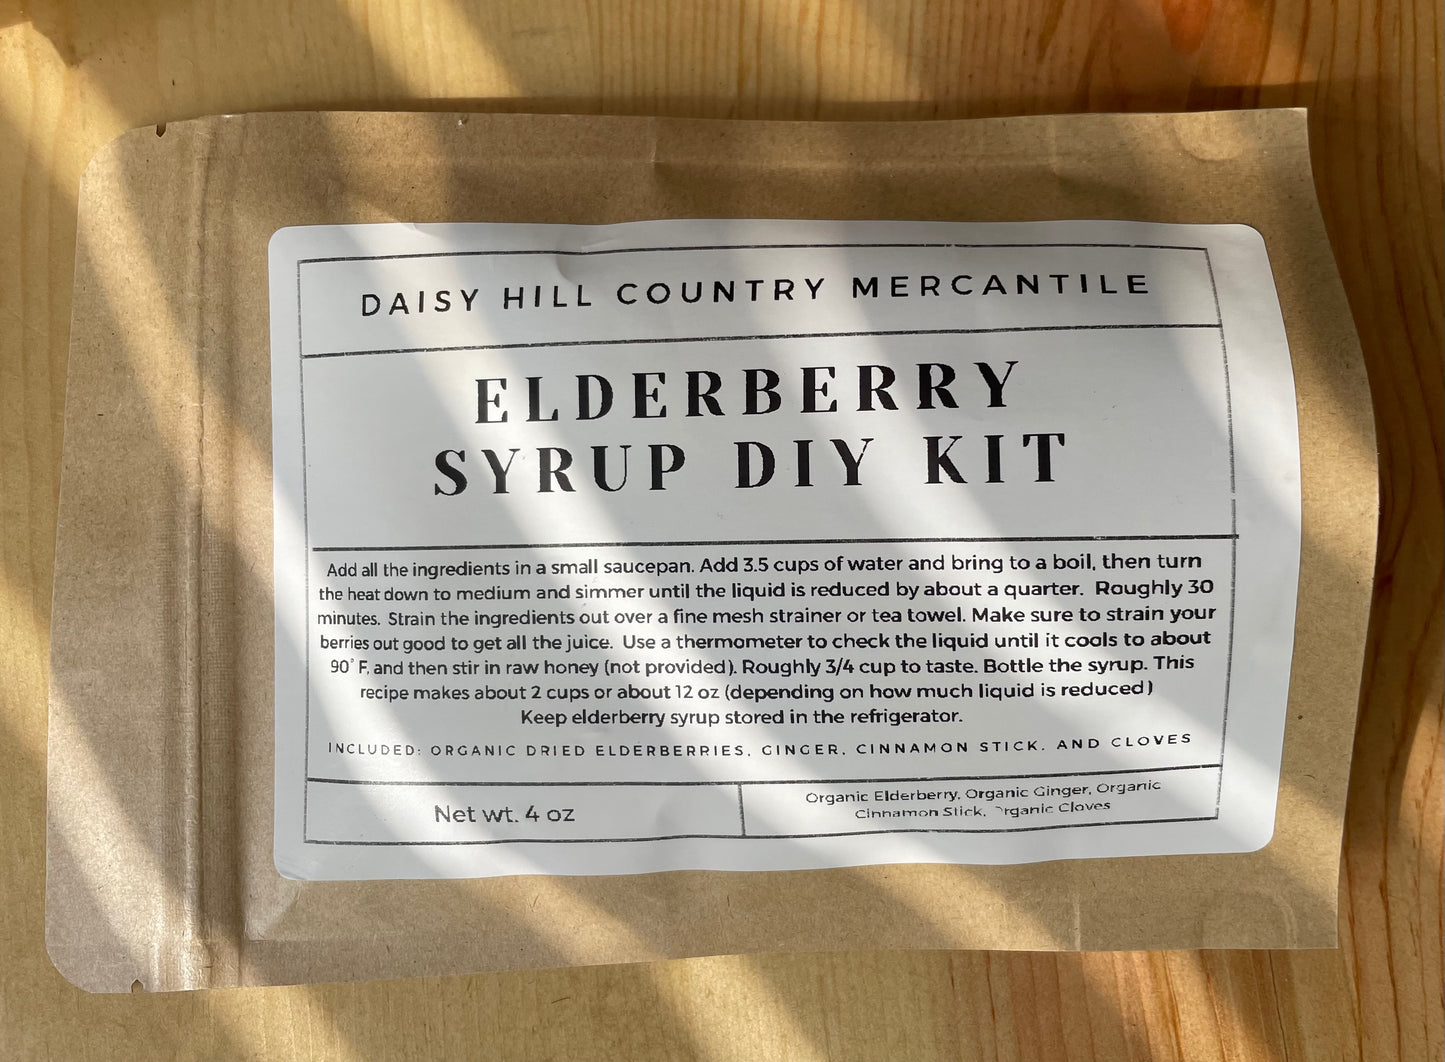 DAISY HILL COUNTRY MERCANTILE
ELDERBERRY
SYRUP DIY KIT
Add all the ingredients in a small saucepan. Add 3.5 cups of water and bring to a boil, then turn
the heat down to medium and simmer until the liquid is reduced by about a quarter. Roughly 30
minutes. Strain the ingredients out over a fine mesh strainer or tea towel. Make sure to strain your
berries out good to get all the juice. Use a thermometer to check the liquid until it cools to about
90° F, and then stir in raw honey (not provided). Roughly 3/4 cup to taste. Bottle the syrup. This
recipe makes about 2 cups or about 12 oz (depending on how much liquid is reduced)
Keep elderberry syrup stored in the refrigerator.
INCLUDED: ORGANIC DRIED ELDERBERRIES, GINGER, CINNAMON STICK, AND CLOVES
Net wt. 4 oz
Organic Elderberry, Organic Ginger, Organic
Cinnamon Stick, Organic Cloves